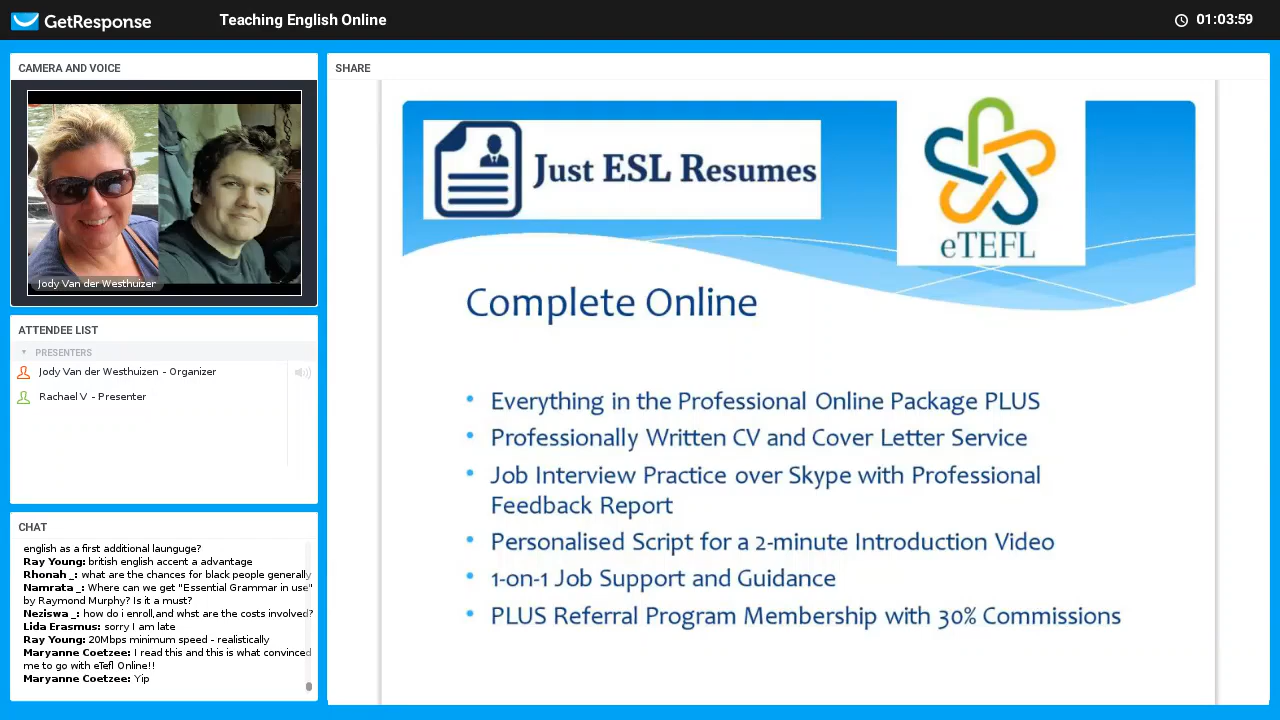 GetResponse
Teaching English Online
01:03:59
CAMERA AND VOICE
Jody Van der Westhuizen
ATTENDEE LIST
PRESENTERS
Jody Van der Westhuizen - Organizer
Rachael V - Presenter
CHAT
english as a first additional launguge?
Ray Young: british english accent a advantage
Rhonah _: what are the chances for black people generally
Namrata _: Where can we get "Essential Grammar in use"
by Raymond Murphy? Is it a must?
Neziswa _: how do i enroll,and what are the costs involved?
Lida Erasmus: sorry I am late
Ray Young: 20Mbps minimum speed - realistically
Maryanne Coetzee: I read this and this is what convinced
me to go with eTefl Online!!
Maryanne Coetzee: Yip
SHARE
Just ESL Resumes
eTEFL
Complete Online
• Everything in the Professional Online Package PLUS
• Professionally Written CV and Cover Letter Service
• Job Interview Practice over Skype with Professional
Feedback Report
• Personalised Script for a 2-minute Introduction Video
• 1-on-1 Job Support and Guidance
• PLUS Referral Program Membership with 30% Commissions